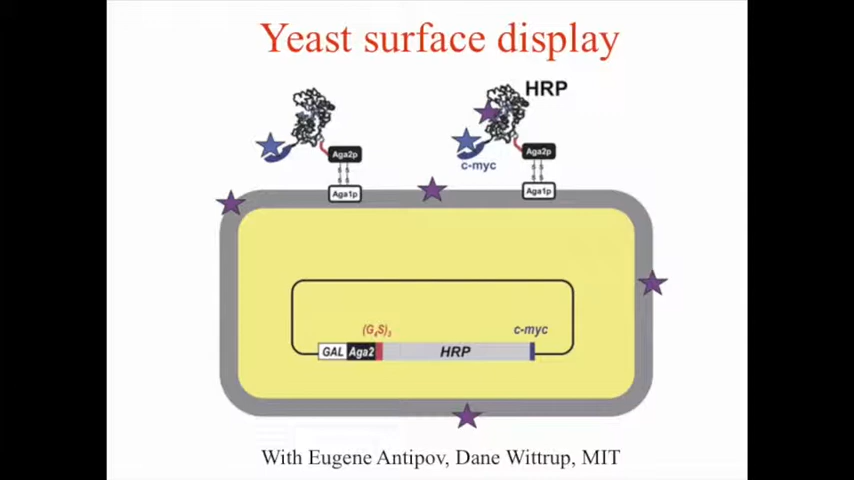 Yeast surface display
HRP
Aga2p
Aga2p
c-myc
S S
S S
S S
S S
Aga1p
Aga1p
(G₄S)₃
c-myc
GAL Aga2 HRP
With Eugene Antipov, Dane Wittrup, MIT